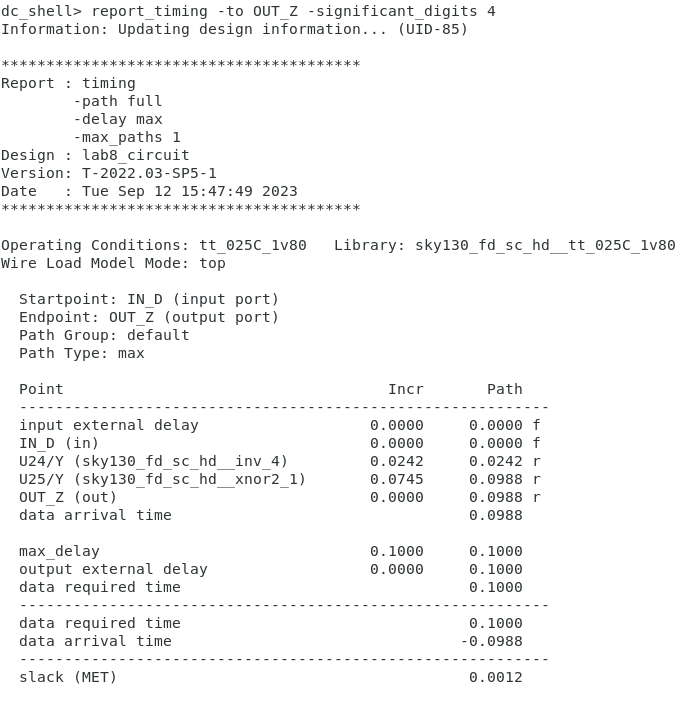 dc_shell> report_timing -to OUT_Z -significant_digits 4
Information: Updating design information... (UID-85)
****************************************
Report : timing
-path full
-delay max
-max_paths 1
Design : lab8_circuit
Version: T-2022.03-SP5-1
Date   : Tue Sep 12 15:47:49 2023
****************************************
Operating Conditions: tt_025C_1v80   Library: sky130_fd_sc_hd__tt_025C_1v80
Wire Load Model Mode: top
Startpoint: IN_D (input port)
Endpoint: OUT_Z (output port)
Path Group: default
Path Type: max
Point                                    Incr       Path
-----------------------------------------------------------
input external delay                   0.0000     0.0000 f
IN_D (in)                              0.0000     0.0000 f
U24/Y (sky130_fd_sc_hd__inv_4)         0.0242     0.0242 r
U25/Y (sky130_fd_sc_hd__xnor2_1)       0.0745     0.0988 r
OUT_Z (out)                            0.0000     0.0988 r
data arrival time                                 0.0988
max_delay                              0.1000     0.1000
output external delay                  0.0000     0.1000
data required time                                0.1000
-----------------------------------------------------------
data required time                                0.1000
data arrival time                                -0.0988
-----------------------------------------------------------
slack (MET)                                       0.0012